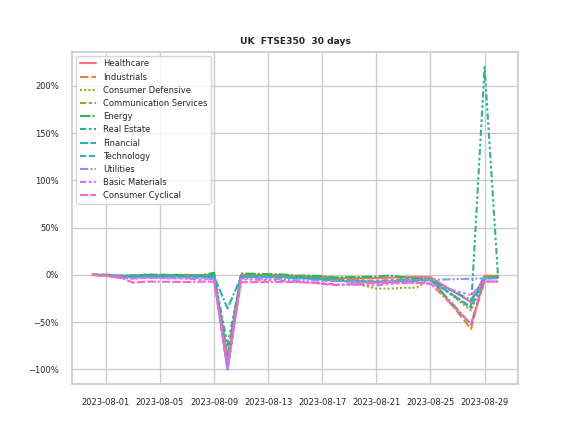 UK FTSE350 30 days
Healthcare
Industrials
Consumer Defensive
Communication Services
Energy
Real Estate
Financial
Technology
Utilities
Basic Materials
Consumer Cyclical
200%
150%
100%
50%
0%
−50%
−100%
2023-08-01 2023-08-05 2023-08-09 2023-08-13 2023-08-17 2023-08-21 2023-08-25 2023-08-29